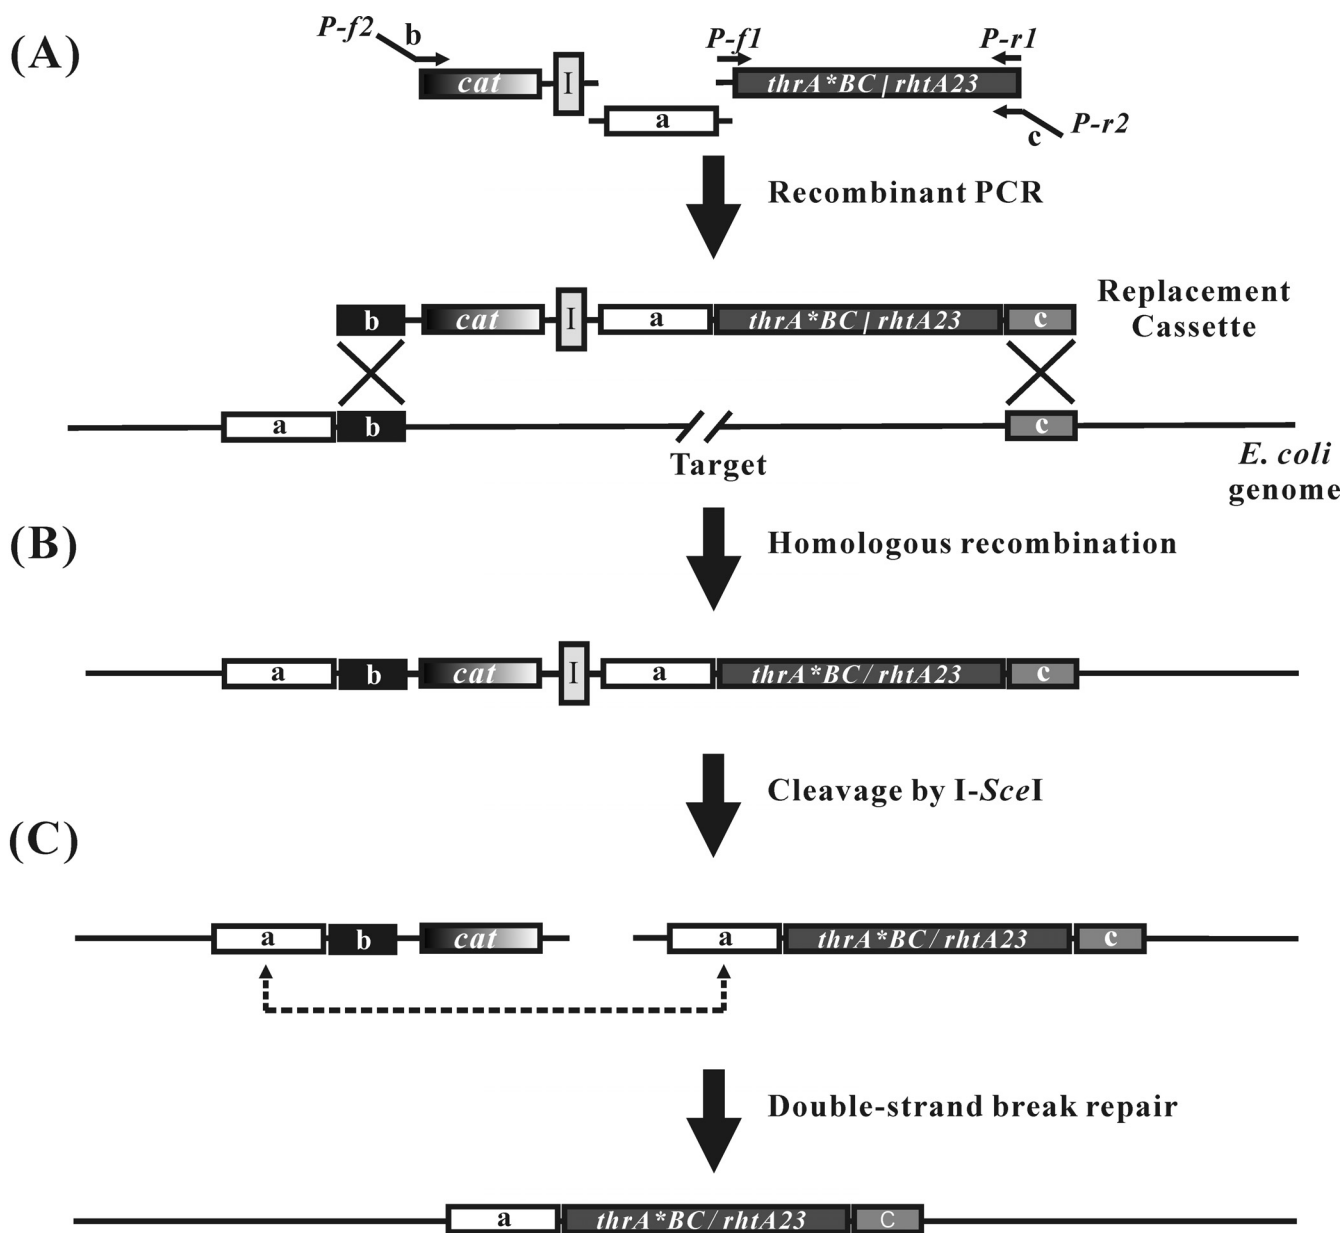 (A)
P-f2
b
P-f1
P-r1
cat
I
thrA*BC | rhtA23
a
c
P-r2
Recombinant PCR
b
cat
I
a
thrA*BC | rhtA23
c
Replacement
Cassette
a
b
c
Target
E. coli
genome
(B)
Homologous recombination
a
b
cat
I
a
thrA*BC/rhtA23
c
Cleavage by I-SceI
(C)
a
b
cat
a
thrA*BC/rhtA23
c
Double-strand break repair
a
thrA*BC/rhtA23
C